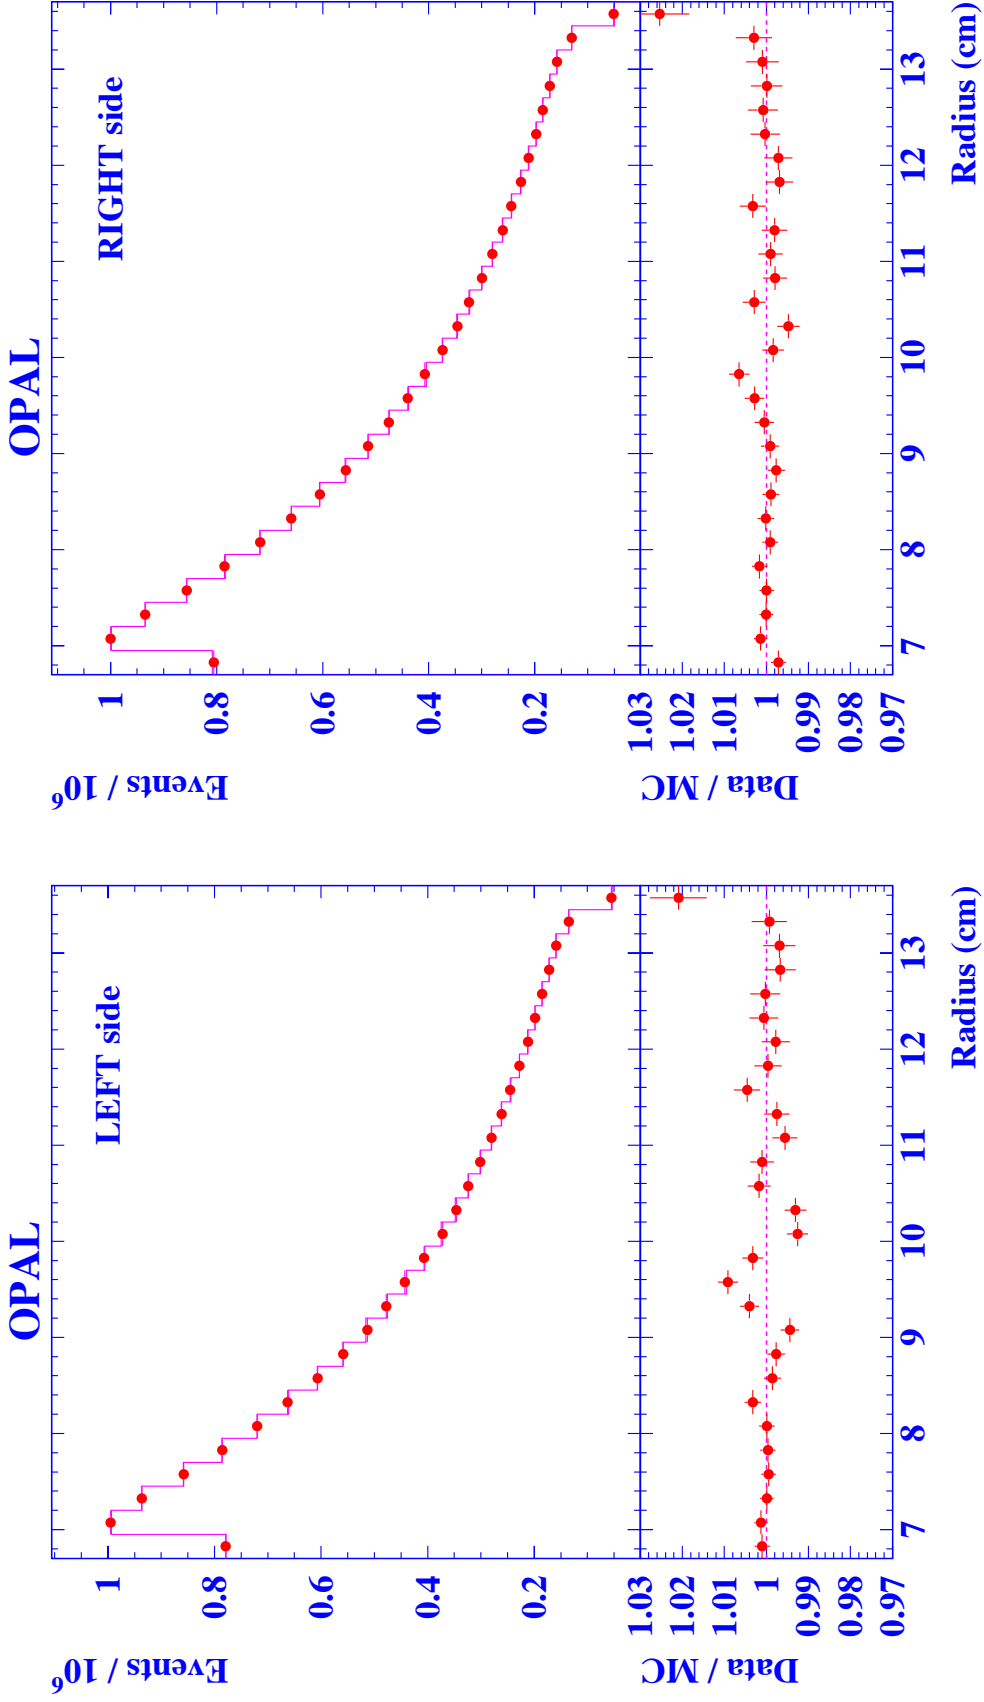 OPAL
LEFT side
Events / 10⁶
1
0.8
0.6
0.4
0.2
Data / MC
1.03
1.02
1.01
1
0.99
0.98
0.97
7 8 9 10 11 12 13
Radius (cm)
OPAL
RIGHT side
Events / 10⁶
1
0.8
0.6
0.4
0.2
Data / MC
1.03
1.02
1.01
1
0.99
0.98
0.97
7 8 9 10 11 12 13
Radius (cm)